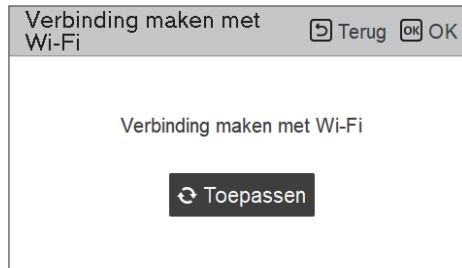 Verbinding maken met
Wi-Fi
Terug OK OK
Verbinding maken met Wi-Fi
Toepassen